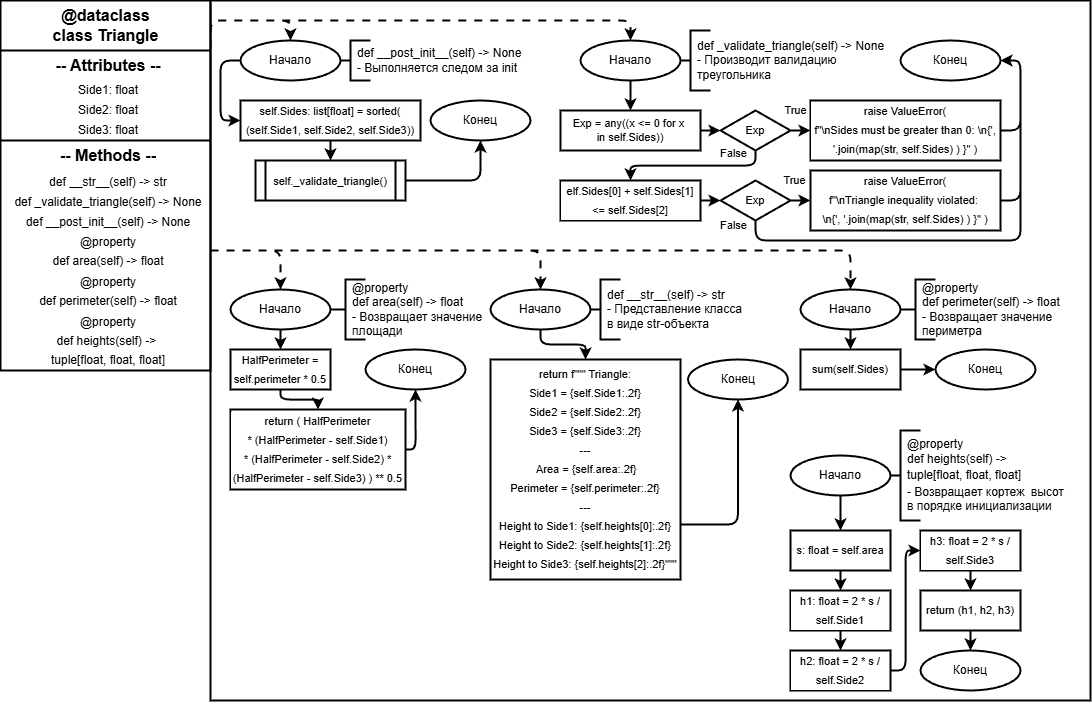 @dataclass
class Triangle
-- Attributes --
Side1: float
Side2: float
Side3: float
-- Methods --
def __str__(self) -> str
def _validate_triangle(self) -> None
def __post_init__(self) -> None
@property
def area(self) -> float
@property
def perimeter(self) -> float
@property
def heights(self) ->
tuple[float, float, float]
Начало
def __post_init__(self) -> None
- Выполняется следом за init
self.Sides: list[float] = sorted(
(self.Side1, self.Side2, self.Side3))
self._validate_triangle()
Конец
Начало
def _validate_triangle(self) -> None
- Производит валидацию
треугольника
Конец
Exp = any((x <= 0 for x
in self.Sides))
Exp
True
False
raise ValueError(
f"\nSides must be greater than 0: \n{',
'.join(map(str, self.Sides) ) }" )
elf.Sides[0] + self.Sides[1]
<= self.Sides[2]
Exp
True
False
raise ValueError(
f"\nTriangle inequality violated:
\n{', '.join(map(str, self.Sides) ) }" )
Начало
@property
def area(self) -> float
- Возвращает значение
площади
HalfPerimeter =
self.perimeter * 0.5
Конец
return ( HalfPerimeter
* (HalfPerimeter - self.Side1)
* (HalfPerimeter - self.Side2) *
(HalfPerimeter - self.Side3) ) ** 0.5
Начало
def __str__(self) -> str
- Представление класса
в виде str-объекта
return f""" Triangle:
Side1 = {self.Side1:.2f}
Side2 = {self.Side2:.2f}
Side3 = {self.Side3:.2f}
---
Area = {self.area:.2f}
Perimeter = {self.perimeter:.2f}
---
Height to Side1: {self.heights[0]:.2f}
Height to Side2: {self.heights[1]:.2f}
Height to Side3: {self.heights[2]:.2f}"""
Конец
Начало
@property
def perimeter(self) -> float
- Возвращает значение
периметра
sum(self.Sides)
Конец
Начало
@property
def heights(self) ->
tuple[float, float, float]
- Возвращает кортеж высот
в порядке инициализации
s: float = self.area
h1: float = 2 * s /
self.Side1
h2: float = 2 * s /
self.Side2
h3: float = 2 * s /
self.Side3
return (h1, h2, h3)
Конец